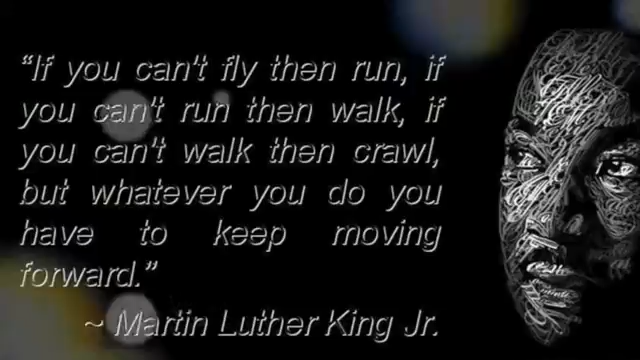 “If you can't fly then run, if
you can't run then walk, if
you can't walk then crawl,
but whatever you do you
have to keep moving
forward.”
~ Martin Luther King Jr.